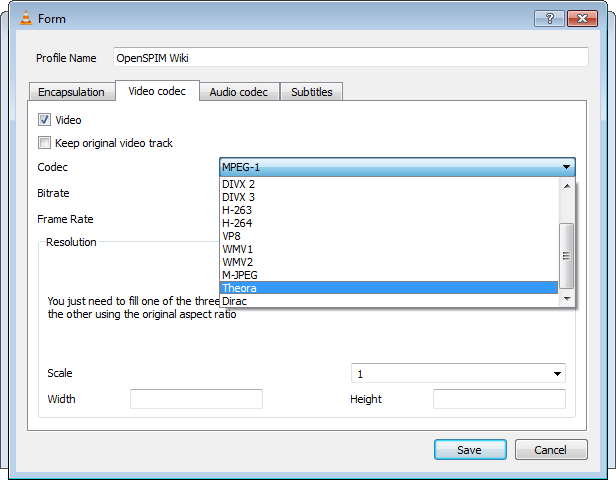 Form
Profile Name OpenSPIM Wiki
Encapsulation Video codec Audio codec Subtitles
Video
Keep original video track
Codec MPEG-1
Bitrate
Frame Rate
DIVX 2
DIVX 3
H-263
H-264
VP8
WMV1
WMV2
M-JPEG
Theora
Dirac
Resolution
You just need to fill one of the three
the other using the original aspect ratio
Scale 1
Width Height
Save Cancel